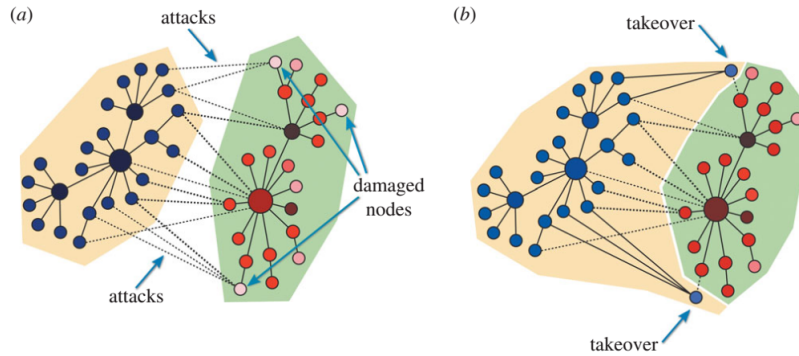 (a)
attacks
damaged
nodes
attacks
(b)
takeover
takeover